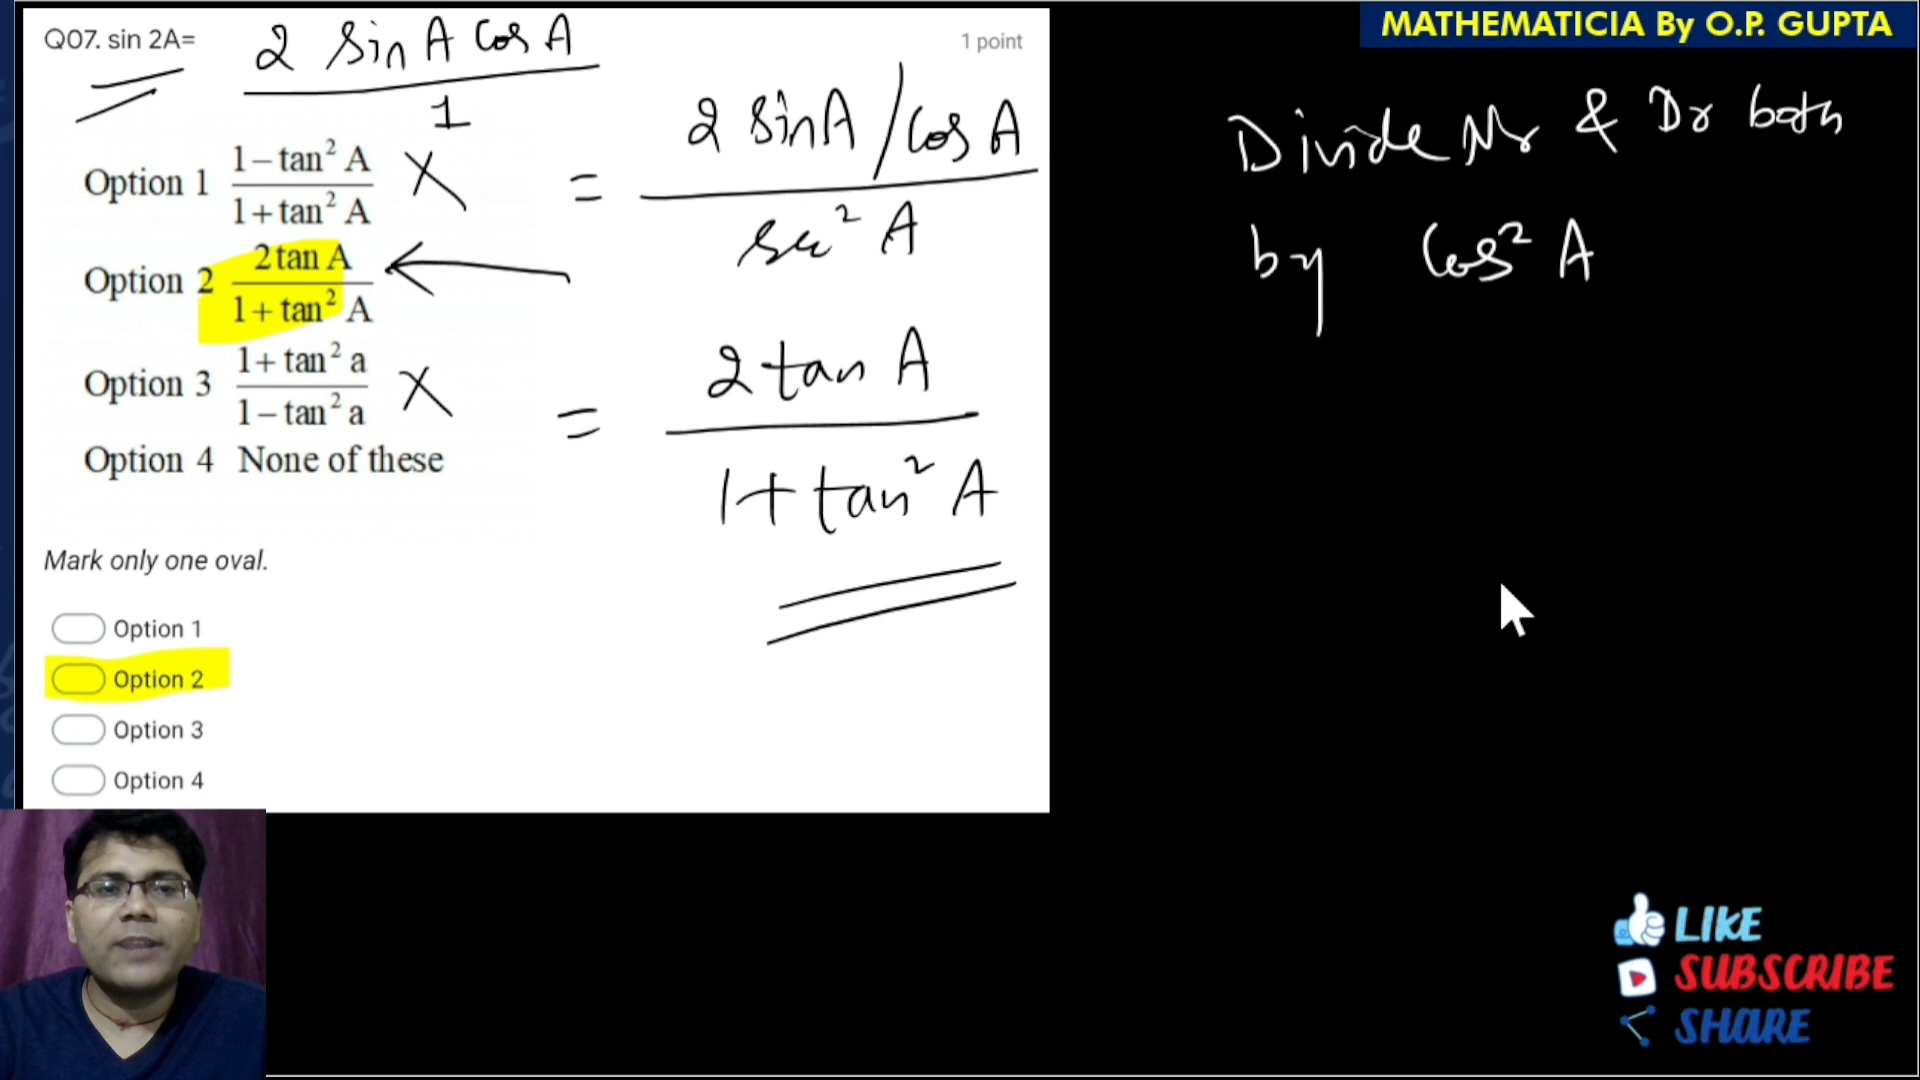 MATHEMATICIA By O.P. GUPTA
Q07. sin 2A= 2 sin A cos A / 1
1 point
= 2 sinA / cos A / sec² A
Option 1 1 – tan² A / 1 + tan² A X
Option 2 2 tan A / 1 + tan² A
Option 3 1 + tan² a / 1 – tan² a X
= 2 tan A / 1 + tan² A
Option 4 None of these
Mark only one oval.
Option 1
Option 2
Option 3
Option 4
Divide Nr & Dr both
by Cos² A
LIKE
SUBSCRIBE
SHARE